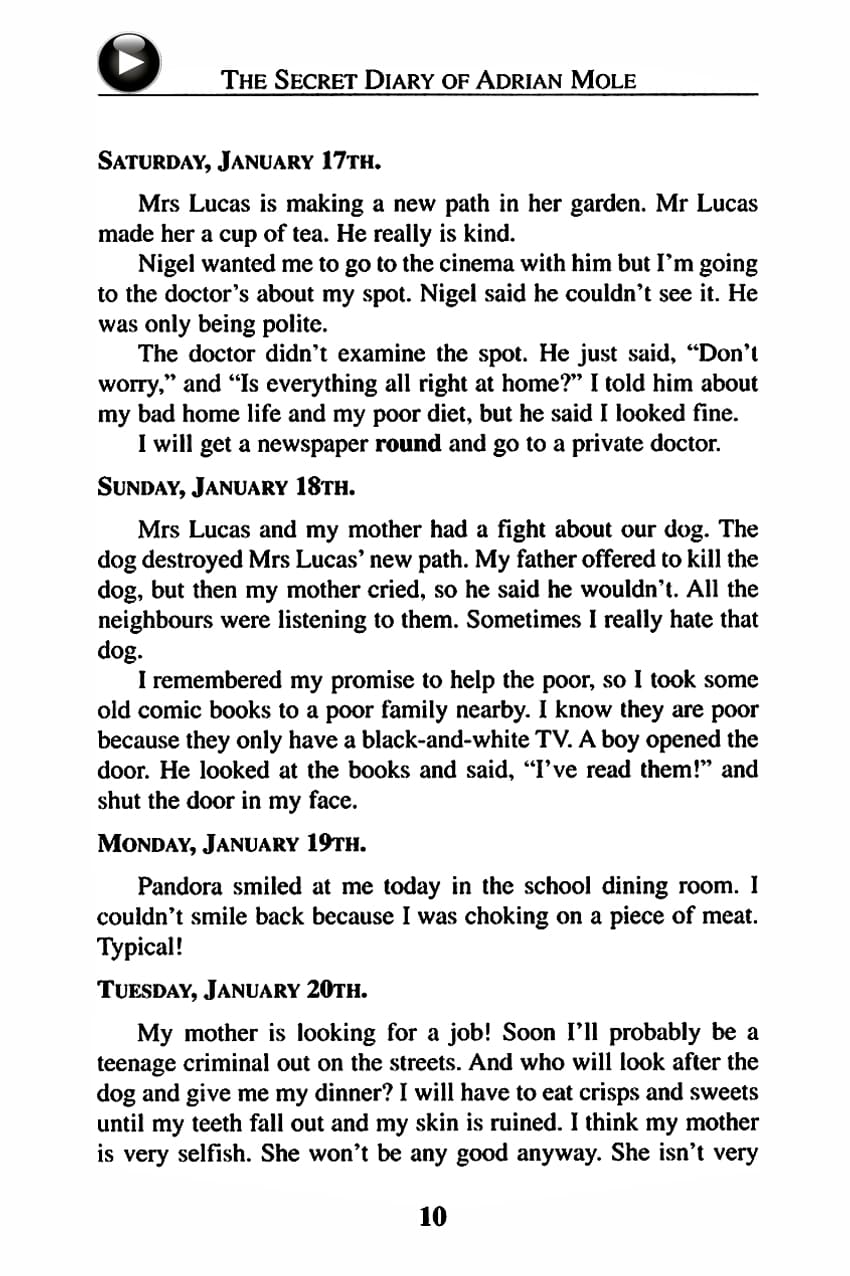 THE SECRET DIARY OF ADRIAN MOLE
SATURDAY, JANUARY 17TH.
Mrs Lucas is making a new path in her garden. Mr Lucas
made her a cup of tea. He really is kind.
Nigel wanted me to go to the cinema with him but I’m going
to the doctor’s about my spot. Nigel said he couldn’t see it. He
was only being polite.
The doctor didn’t examine the spot. He just said, “Don’t
worry,” and “Is everything all right at home?” I told him about
my bad home life and my poor diet, but he said I looked fine.
I will get a newspaper round and go to a private doctor.
SUNDAY, JANUARY 18TH.
Mrs Lucas and my mother had a fight about our dog. The
dog destroyed Mrs Lucas’ new path. My father offered to kill the
dog, but then my mother cried, so he said he wouldn’t. All the
neighbours were listening to them. Sometimes I really hate that
dog.
I remembered my promise to help the poor, so I took some
old comic books to a poor family nearby. I know they are poor
because they only have a black-and-white TV. A boy opened the
door. He looked at the books and said, “I’ve read them!” and
shut the door in my face.
MONDAY, JANUARY 19TH.
Pandora smiled at me today in the school dining room. I
couldn’t smile back because I was choking on a piece of meat.
Typical!
TUESDAY, JANUARY 20TH.
My mother is looking for a job! Soon I’ll probably be a
teenage criminal out on the streets. And who will look after the
dog and give me my dinner? I will have to eat crisps and sweets
until my teeth fall out and my skin is ruined. I think my mother
is very selfish. She won’t be any good anyway. She isn’t very
10